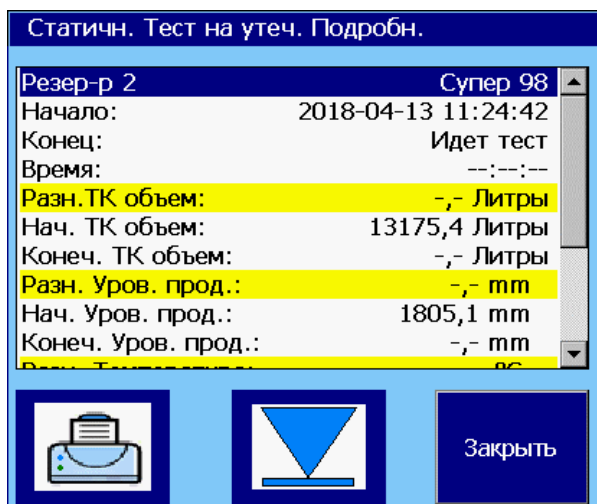 Статичн. Тест на утеч. Подробн.
Резер-р 2 Супер 98
Начало: 2018-04-13 11:24:42
Конец: Идет тест
Время: --:--:--
Разн.ТК объем: -,- Литры
Нач. ТК объем: 13175,4 Литры
Конеч. ТК объем: -,- Литры
Разн. Уров. прод.: -,- mm
Нач. Уров. прод.: 1805,1 mm
Конеч. Уров. прод.: -,- mm
Закрыть